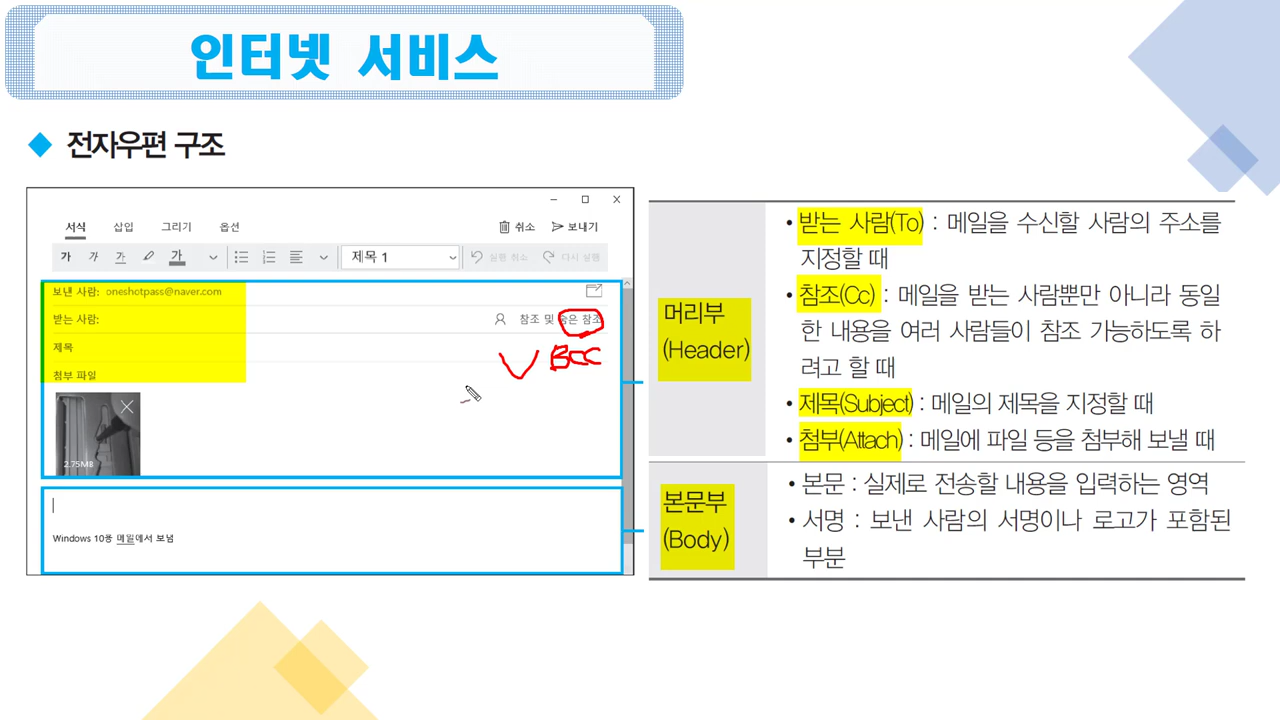 인터넷 서비스
전자우편 구조
서식 삽입 그리기 옵션 취소 보내기
가 가 가 가 제목 1 실행 취소 다시 실행
보낸 사람: oneshotpass@naver.com
받는 사람: 참조 및 숨은 참조
제목
BCC
첨부 파일
2.75MB
Windows 10용 메일에서 보냄
머리부
(Header)
• 받는 사람(To) : 메일을 수신할 사람의 주소를
지정할 때
• 참조(Cc) : 메일을 받는 사람뿐만 아니라 동일
한 내용을 여러 사람들이 참조 가능하도록 하
려고 할 때
• 제목(Subject) : 메일의 제목을 지정할 때
• 첨부(Attach) : 메일에 파일 등을 첨부해 보낼 때
본문부
(Body)
• 본문 : 실제로 전송할 내용을 입력하는 영역
• 서명 : 보낸 사람의 서명이나 로고가 포함된
부분